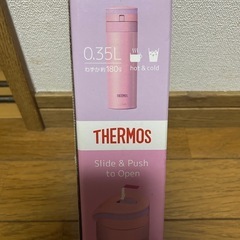 0.35L
わずか約180g
hot & cold
THERMOS
Slide & Push
to Open